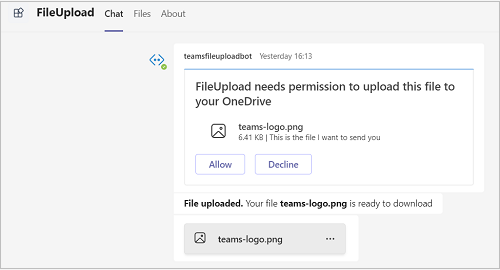 FileUpload Chat Files About
teamsfileuploadbot Yesterday 16:13
FileUpload needs permission to upload this file to
your OneDrive
teams-logo.png
6.41 KB | This is the file I want to send you
Allow Decline
File uploaded. Your file teams-logo.png is ready to download
teams-logo.png ...